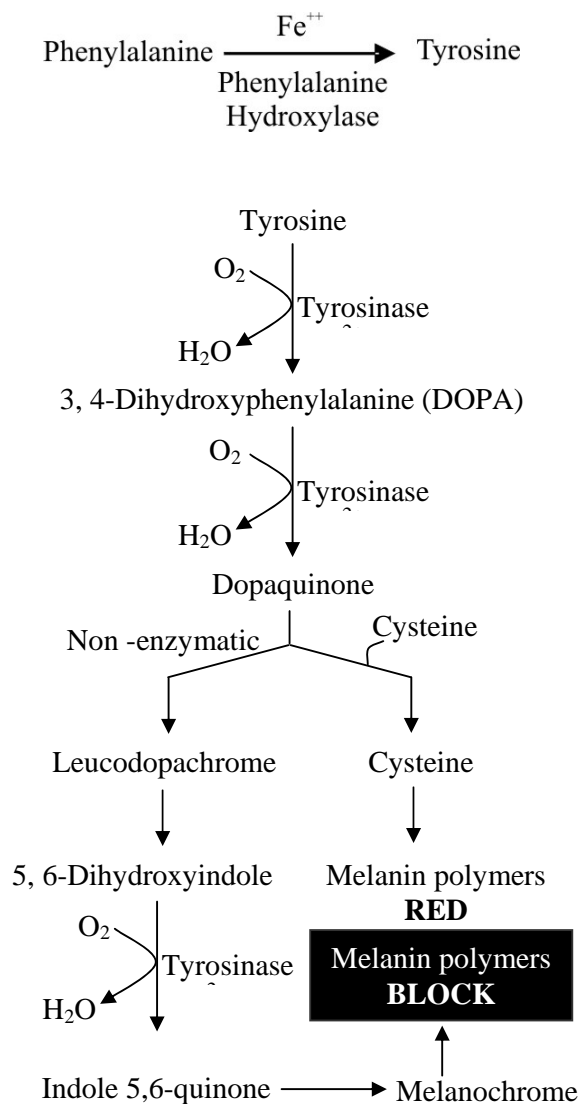 Fe++
Phenylalanine Tyrosine
Phenylalanine
Hydroxylase
Tyrosine
O2
Tyrosinase
H2O
3, 4-Dihydroxyphenylalanine (DOPA)
O2
Tyrosinase
H2O
Dopaquinone
Non -enzymatic Cysteine
Leucodopachrome Cysteine
5, 6-Dihydroxyindole Melanin polymers
RED
O2
Tyrosinase
H2O
Melanin polymers
BLOCK
Indole 5,6-quinone Melanochrome